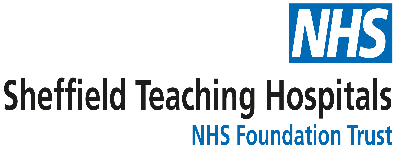 NHS
Sheffield Teaching Hospitals
NHS Foundation Trust